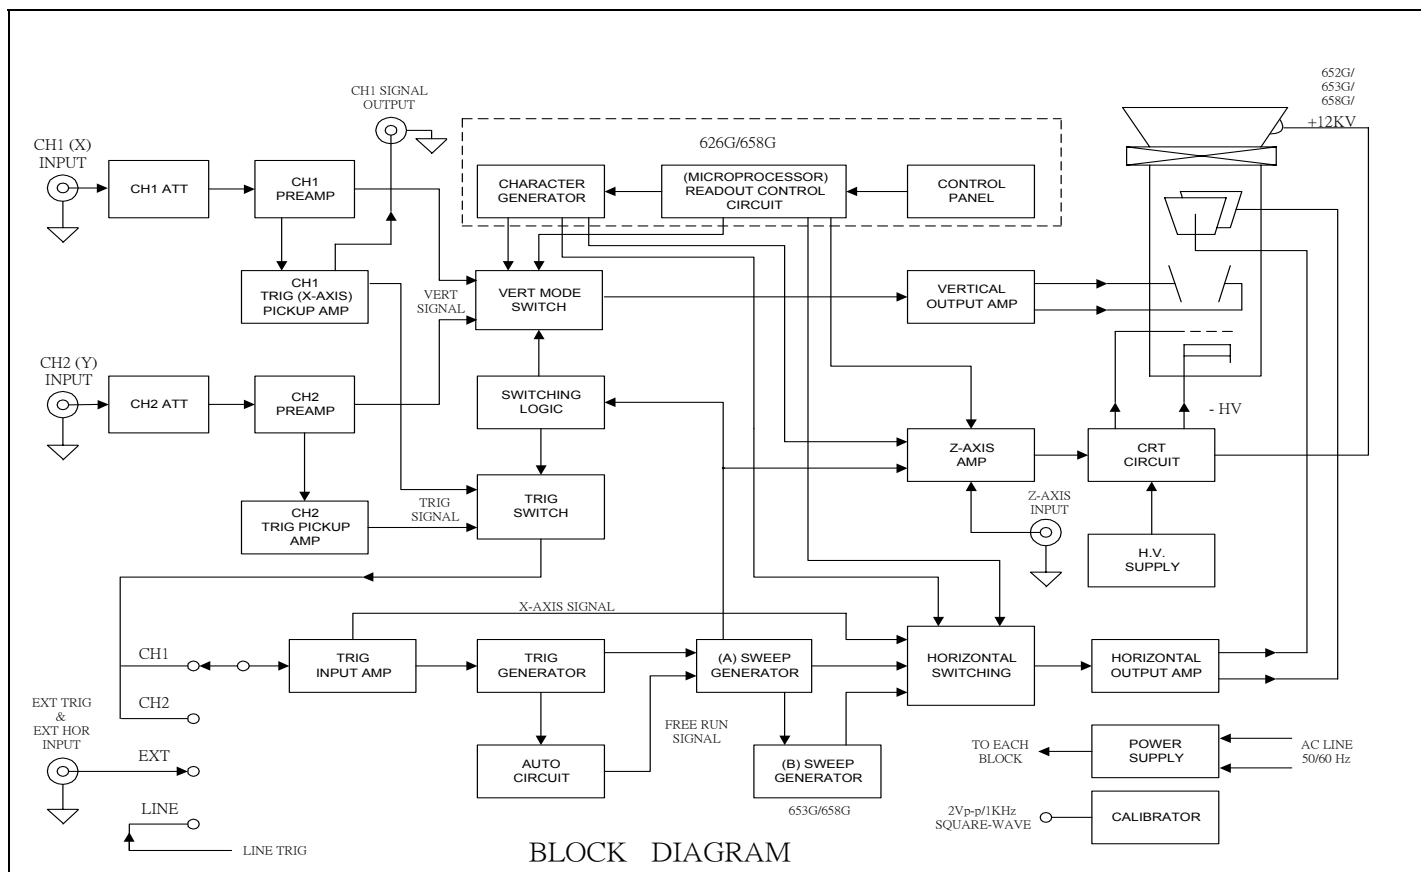 652G/
653G/
658G/
+12KV
CH1 SIGNAL
OUTPUT
CH1 (X)
INPUT
CH1 ATT
CH1
PREAMP
626G/658G
CHARACTER
GENERATOR
(MICROPROCESSOR)
READOUT CONTROL
CIRCUIT
CONTROL
PANEL
CH1
TRIG (X-AXIS)
PICKUP AMP
VERT
SIGNAL
VERT MODE
SWITCH
VERTICAL
OUTPUT AMP
CH2 (Y)
INPUT
CH2 ATT
CH2
PREAMP
SWITCHING
LOGIC
- HV
Z-AXIS
AMP
CRT
CIRCUIT
CH2
TRIG PICKUP
AMP
TRIG
SIGNAL
TRIG
SWITCH
Z-AXIS
INPUT
H.V.
SUPPLY
X-AXIS SIGNAL
CH1
TRIG
INPUT AMP
TRIG
GENERATOR
(A) SWEEP
GENERATOR
HORIZONTAL
SWITCHING
HORIZONTAL
OUTPUT AMP
CH2
EXT TRIG
&
EXT HOR
INPUT
EXT
FREE RUN
SIGNAL
AUTO
CIRCUIT
(B) SWEEP
GENERATOR
653G/658G
TO EACH
BLOCK
POWER
SUPPLY
AC LINE
50/60 Hz
LINE
LINE TRIG
2Vp-p/1KHz
SQUARE-WAVE
CALIBRATOR
BLOCK DIAGRAM